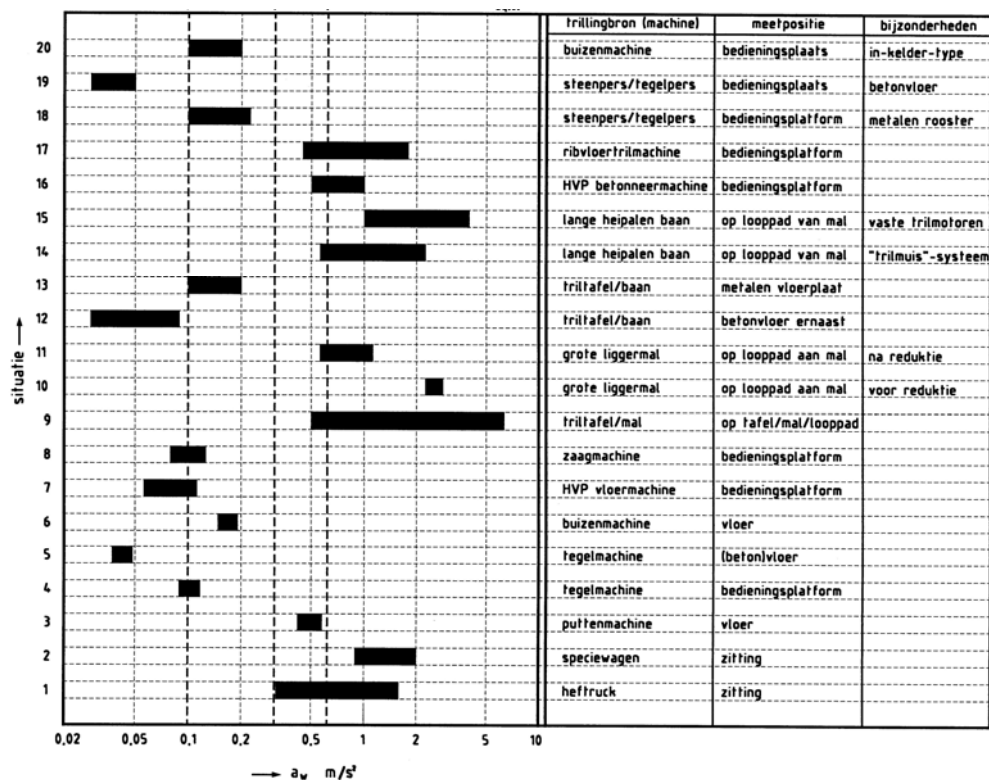 trillingbron (machine) meetpositie bijzonderheden
20 buizenmachine bedieningsplaats in-kelder-type
19 steenpers/tegelpers bedieningsplaats betonvloer
18 steenpers/tegelpers bedieningsplatform metalen rooster
17 ribvloertrilmachine bedieningsplatform
16 HVP betonneermachine bedieningsplatform
15 lange heipalen baan op looppad van mal vaste trilmotoren
14 lange heipalen baan op looppad van mal "trilmuis"-systeem
13 triltafel/baan metalen vloerplaat
12 triltafel/baan betonvloer ernaast
11 grote liggermal op looppad aan mal na reduktie
10 grote liggermal op looppad aan mal voor reduktie
9 triltafel/mal op tafel/mal/looppad
8 zaagmachine bedieningsplatform
7 HVP vloermachine bedieningsplatform
6 buizenmachine vloer
5 tegelmachine (beton)vloer
4 tegelmachine bedieningsplatform
3 puttenmachine vloer
2 speciewagen zitting
1 heftruck zitting
situatie →
0.02 0.05 0.1 0.2 0.5 1 2 5 10
→ aw m/s²